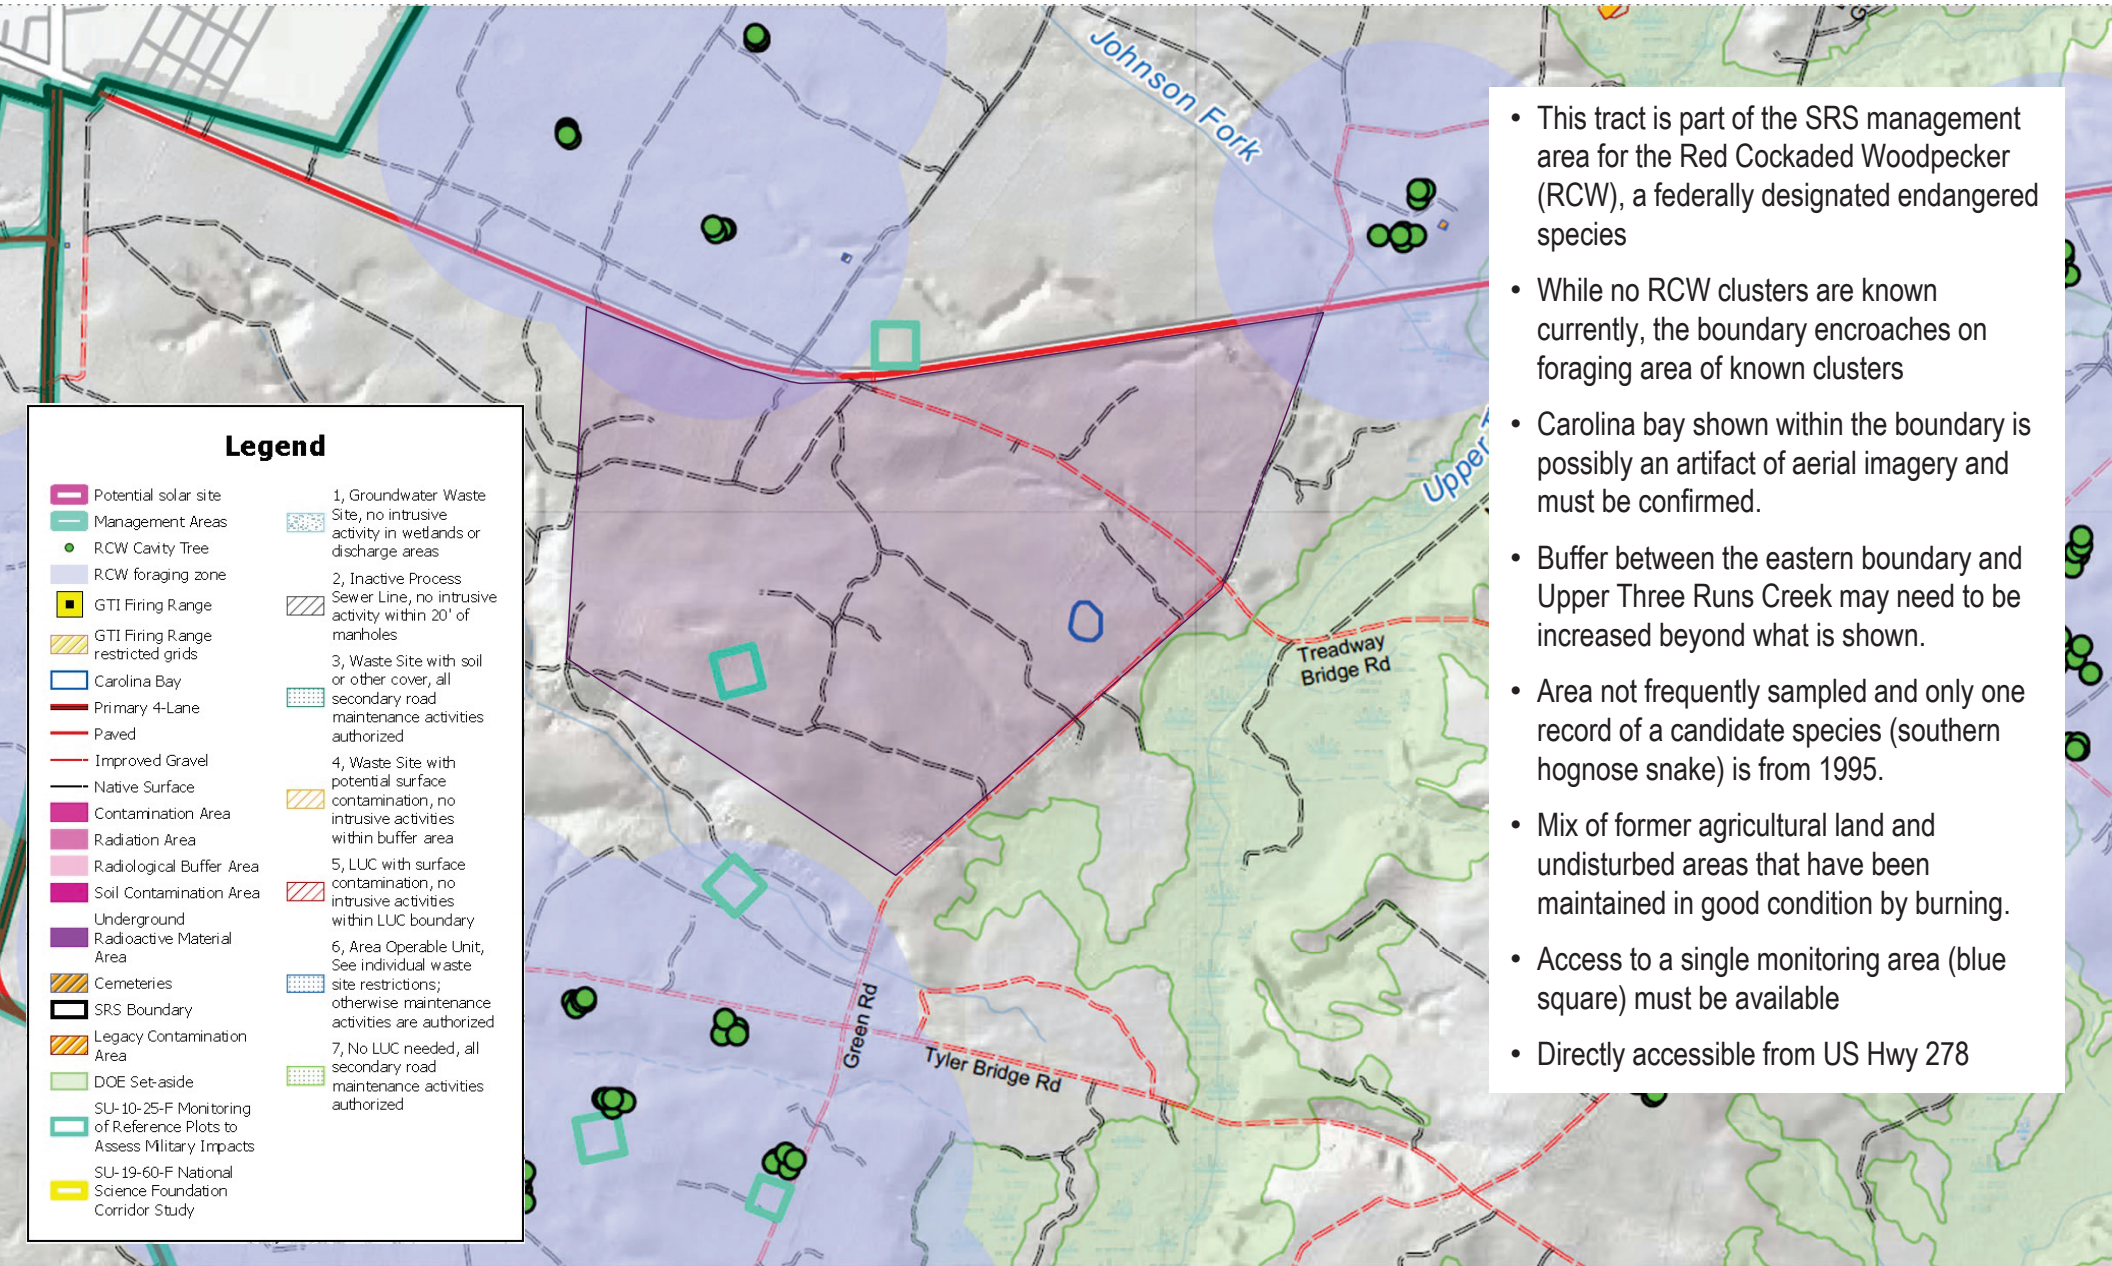 Johnson Fork
Upper
Treadway
Bridge Rd
Green Rd
Tyler Bridge Rd
Legend
Potential solar site
Management Areas
RCW Cavity Tree
RCW foraging zone
GTI Firing Range
GTI Firing Range
restricted grids
Carolina Bay
Primary 4-Lane
Paved
Improved Gravel
Native Surface
Contamination Area
Radiation Area
Radiological Buffer Area
Soil Contamination Area
Underground
Radioactive Material
Area
Cemeteries
SRS Boundary
Legacy Contamination
Area
DOE Set-aside
SU-10-25-F Monitoring
of Reference Plots to
Assess Military Impacts
SU-19-60-F National
Science Foundation
Corridor Study
1, Groundwater Waste
Site, no intrusive
activity in wetlands or
discharge areas
2, Inactive Process
Sewer Line, no intrusive
activity within 20' of
manholes
3, Waste Site with soil
or other cover, all
secondary road
maintenance activities
authorized
4, Waste Site with
potential surface
contamination, no
intrusive activities
within buffer area
5, LUC with surface
contamination, no
intrusive activities
within LUC boundary
6, Area Operable Unit,
See individual waste
site restrictions;
otherwise maintenance
activities are authorized
7, No LUC needed, all
secondary road
maintenance activities
authorized
• This tract is part of the SRS management
area for the Red Cockaded Woodpecker
(RCW), a federally designated endangered
species
• While no RCW clusters are known
currently, the boundary encroaches on
foraging area of known clusters
• Carolina bay shown within the boundary is
possibly an artifact of aerial imagery and
must be confirmed.
• Buffer between the eastern boundary and
Upper Three Runs Creek may need to be
increased beyond what is shown.
• Area not frequently sampled and only one
record of a candidate species (southern
hognose snake) is from 1995.
• Mix of former agricultural land and
undisturbed areas that have been
maintained in good condition by burning.
• Access to a single monitoring area (blue
square) must be available
• Directly accessible from US Hwy 278